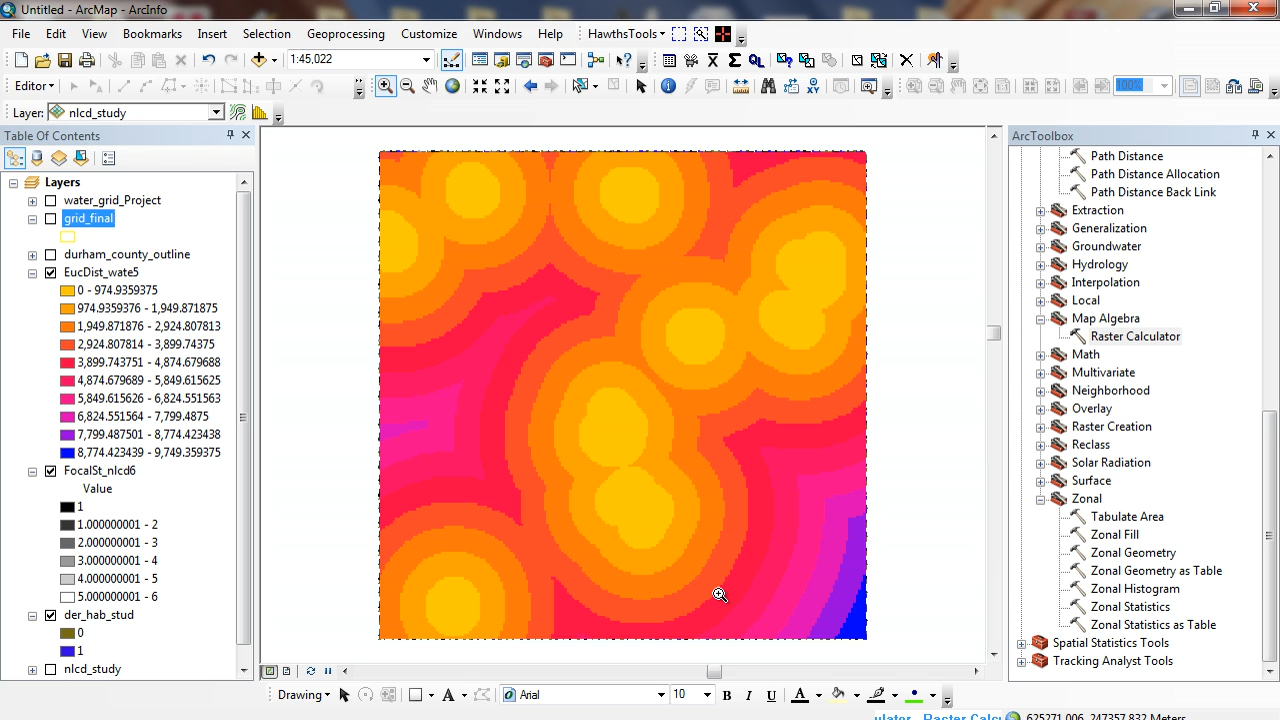 Untitled - ArcMap - ArcInfo
File Edit View Bookmarks Insert Selection Geoprocessing Customize Windows Help HawthsTools
1:45,022
Editor 100%
Layer: nlcd_study
Table Of Contents
Layers
water_grid_Project
grid_final
durham_county_outline
EucDist_wate5
0 - 974.9359375
974.9359376 - 1,949.871875
1,949.871876 - 2,924.807813
2,924.807814 - 3,899.74375
3,899.743751 - 4,874.679688
4,874.679689 - 5,849.615625
5,849.615626 - 6,824.551563
6,824.551564 - 7,799.4875
7,799.487501 - 8,774.423438
8,774.423439 - 9,749.359375
FocalSt_nlcd6
Value
1
1.000000001 - 2
2.000000001 - 3
3.000000001 - 4
4.000000001 - 5
5.000000001 - 6
der_hab_stud
0
1
nlcd_study
ArcToolbox
Path Distance
Path Distance Allocation
Path Distance Back Link
Extraction
Generalization
Groundwater
Hydrology
Interpolation
Local
Map Algebra
Raster Calculator
Math
Multivariate
Neighborhood
Overlay
Raster Creation
Reclass
Solar Radiation
Surface
Zonal
Tabulate Area
Zonal Fill
Zonal Geometry
Zonal Geometry as Table
Zonal Histogram
Zonal Statistics
Zonal Statistics as Table
Spatial Statistics Tools
Tracking Analyst Tools
Drawing Arial 10 B I U A
625271.006 247357.832 Meters